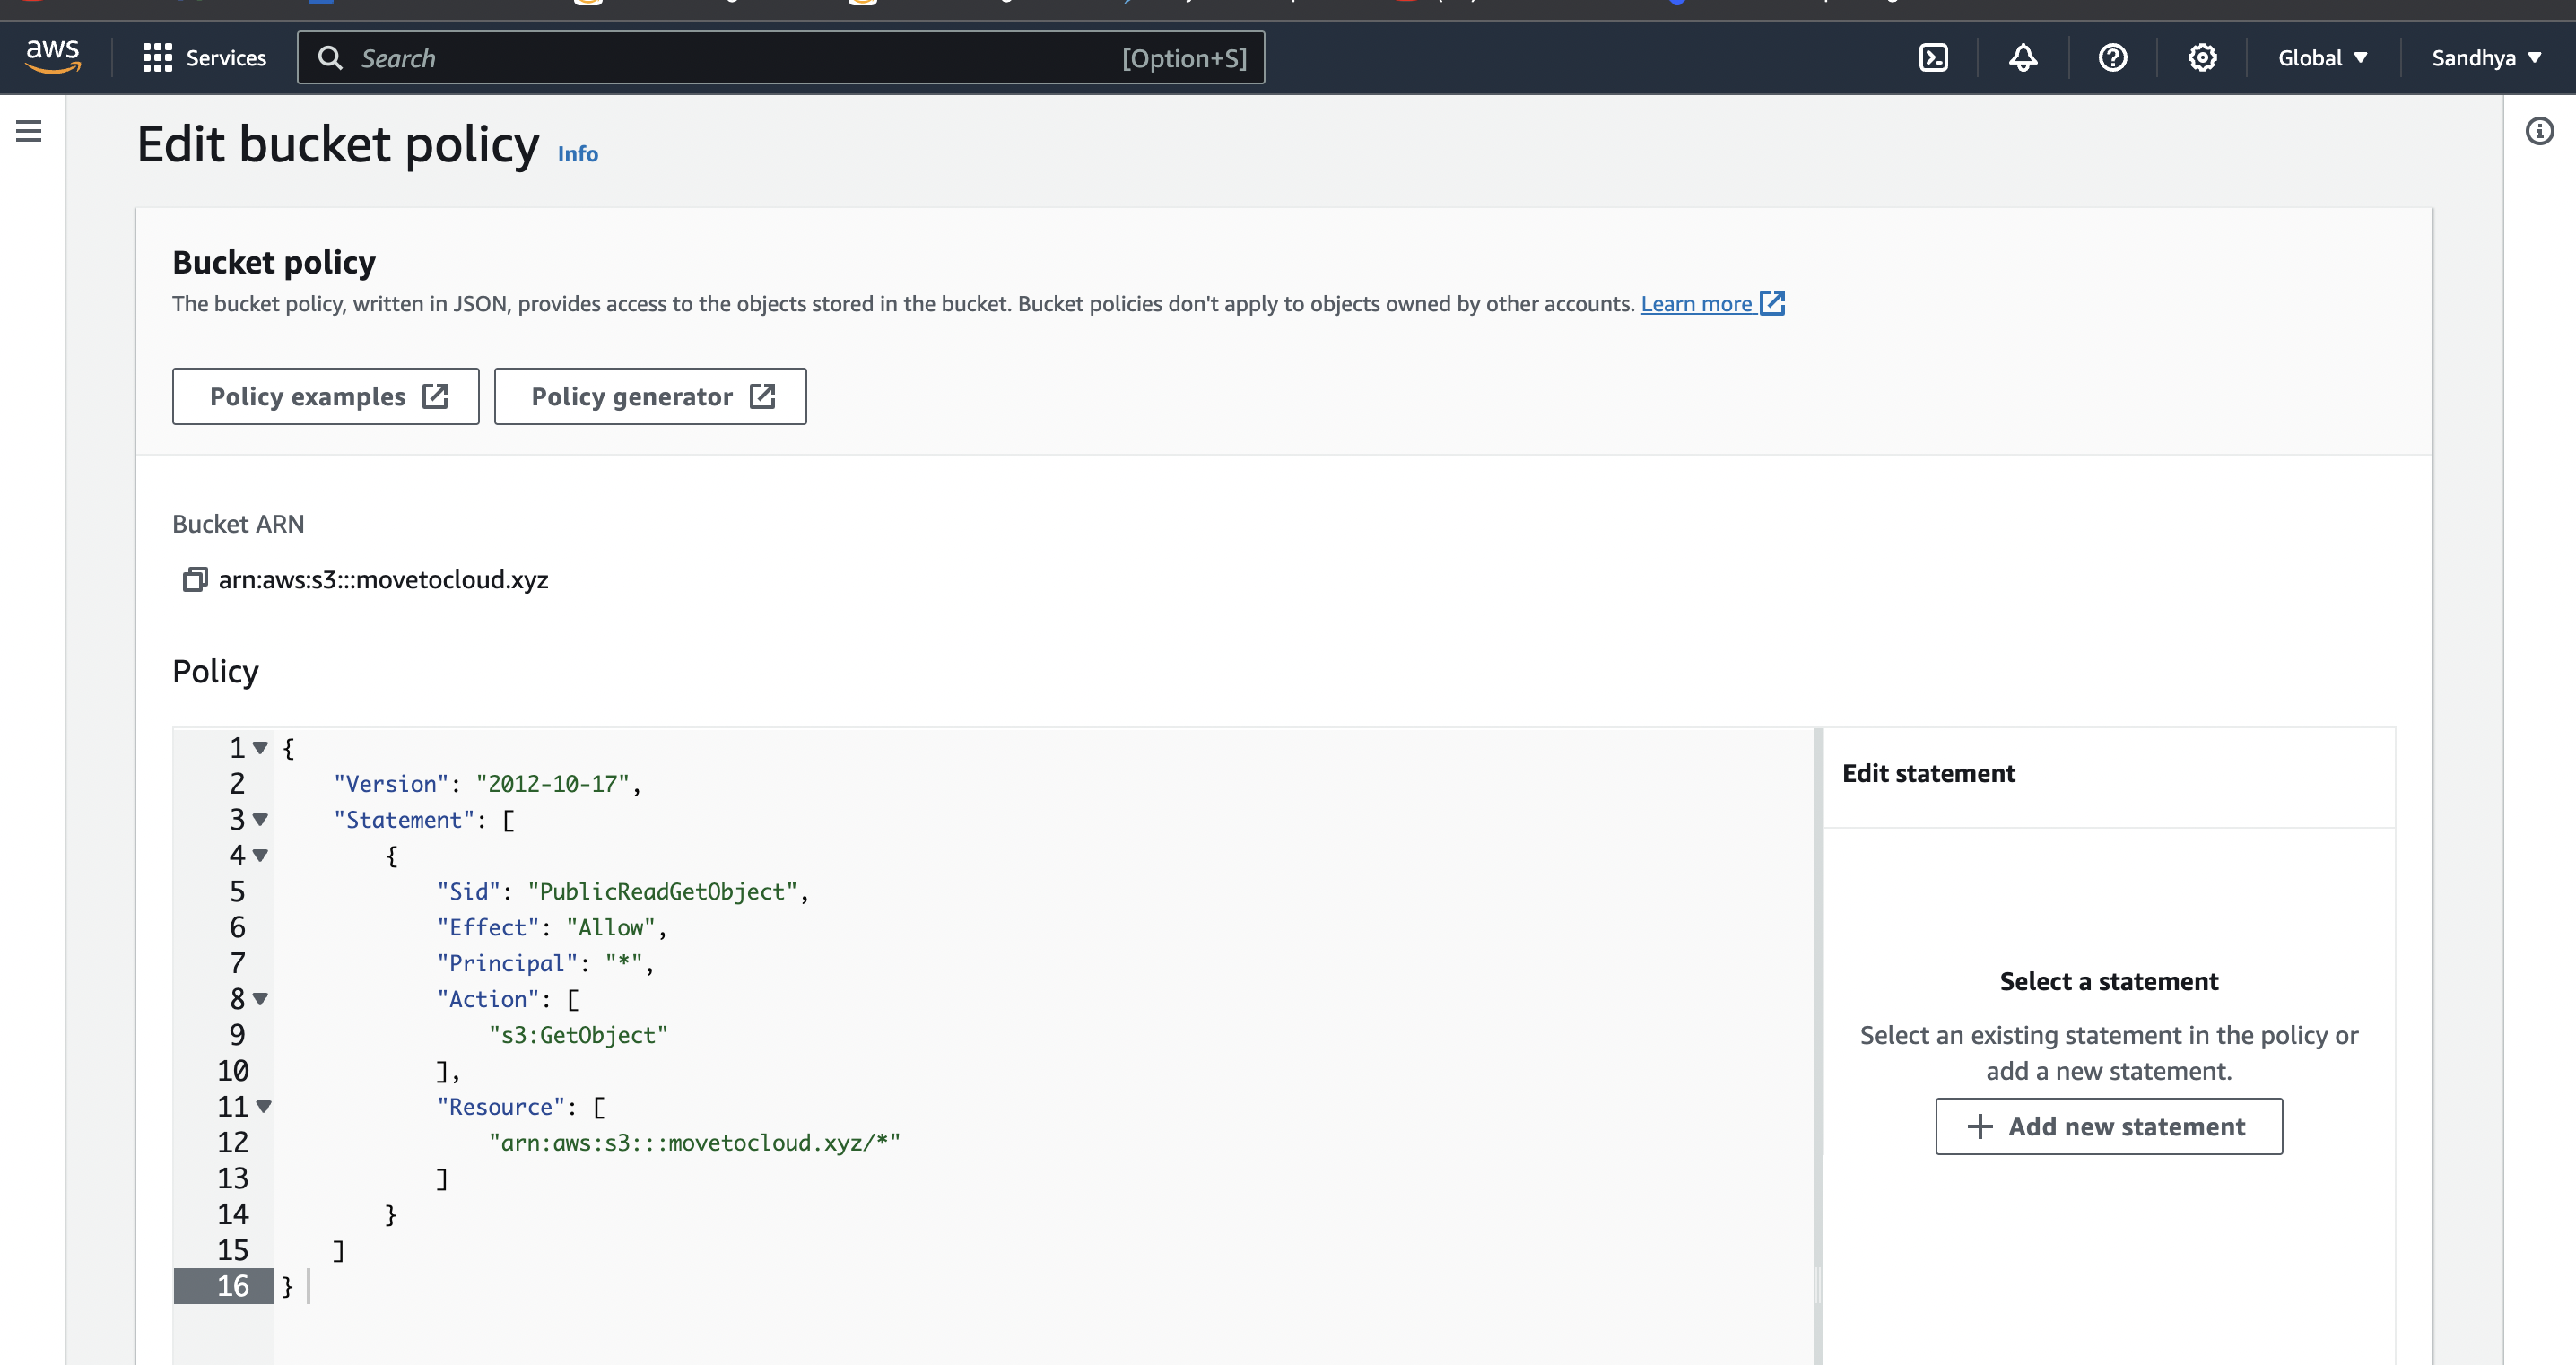 aws Services Search [Option+S] Global Sandhya
Edit bucket policy Info
Bucket policy
The bucket policy, written in JSON, provides access to the objects stored in the bucket. Bucket policies don't apply to objects owned by other accounts. Learn more
Policy examples Policy generator
Bucket ARN
arn:aws:s3:::movetocloud.xyz
Policy
1 {
2 "Version": "2012-10-17",
3 "Statement": [
4 {
5 "Sid": "PublicReadGetObject",
6 "Effect": "Allow",
7 "Principal": "*",
8 "Action": [
9 "s3:GetObject"
10 ],
11 "Resource": [
12 "arn:aws:s3:::movetocloud.xyz/*"
13 ]
14 }
15 ]
16 }
Edit statement
Select a statement
Select an existing statement in the policy or
add a new statement.
+ Add new statement